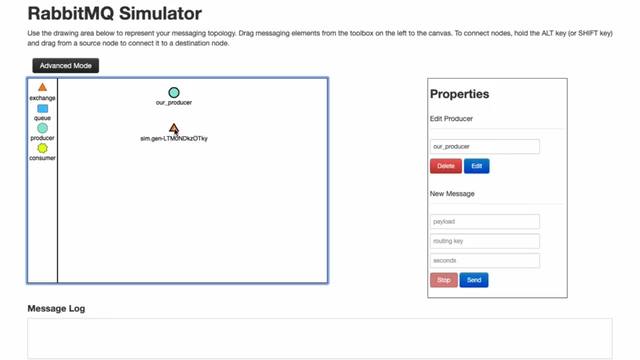 RabbitMQ Simulator
Use the drawing area below to represent your messaging topology. Drag messaging elements from the toolbox on the left to the canvas. To connect nodes, hold the ALT key (or SHIFT key)
and drag from a source node to connect it to a destination node.
Advanced Mode
exchange
queue
producer
consumer
our_producer
Properties
Edit Producer
our_producer
Delete
Edit
New Message
payload
routing key
seconds
Stop
Send
Message Log